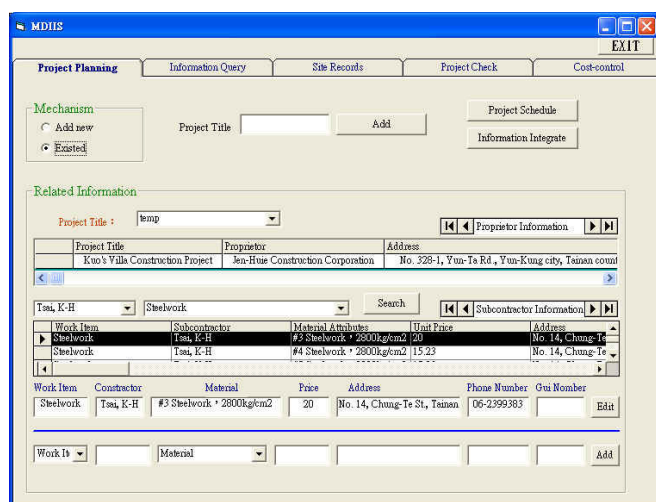 MDIIS
EXIT
Project Planning Information Query Site Records Project Check Cost-control
Mechanism
Add new
Existed
Project Title
Add
Project Schedule
Information Integrate
Related Information
Project Title : temp
Proprietor Information
Project Title Proprietor Address
Kuo's Villa Construction Project Jen-Huie Construction Corporation No. 328-1, Yun-Ta Rd., Yun-Kung city, Tainan count
Tsai, K-H Steelwork Search Subcontractor Information
Work Item Subcontractor Material Attributes Unit Price Address
Steelwork Tsai, K-H #3 Steelwork, 2800kg/cm2 20 No. 14, Chung-Te
Steelwork Tsai, K-H #4 Steelwork, 2800kg/cm2 15.23 No. 14, Chung-Te
Work Item Constractor Material Price Address Phone Number Gui Nomber
Steelwork Tsai, K-H #3 Steelwork, 2800kg/cm2 20 No. 14, Chung-Te St., Tainan 06-2399383 Edit
Work It Material Add